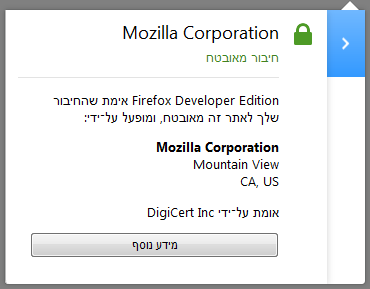 Mozilla Corporation
חיבור מאובטח
Firefox Developer Edition אימת שהחיבור
שלך לאתר זה מאובטח, ומופעל על־ידי:
Mozilla Corporation
Mountain View
CA, US
אומת על־ידי DigiCert Inc
מידע נוסף